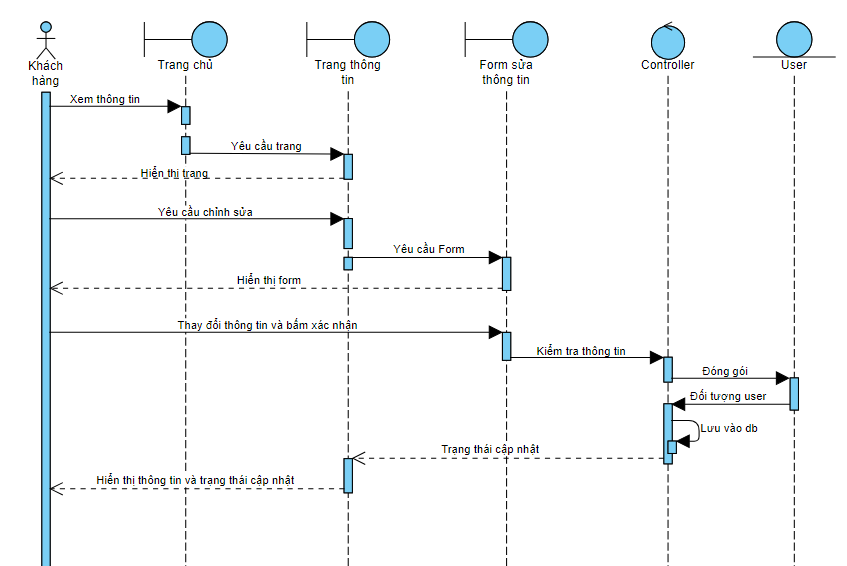 Khách
hàng
Trang chủ
Trang thông
tin
Form sửa
thông tin
Controller
User
Xem thông tin
Yêu cầu trang
Hiển thị trang
Yêu cầu chỉnh sửa
Yêu cầu Form
Hiển thị form
Thay đổi thông tin và bấm xác nhận
Kiểm tra thông tin
Đóng gói
Đối tượng user
Lưu vào db
Trạng thái cập nhật
Hiển thị thông tin và trạng thái cập nhật